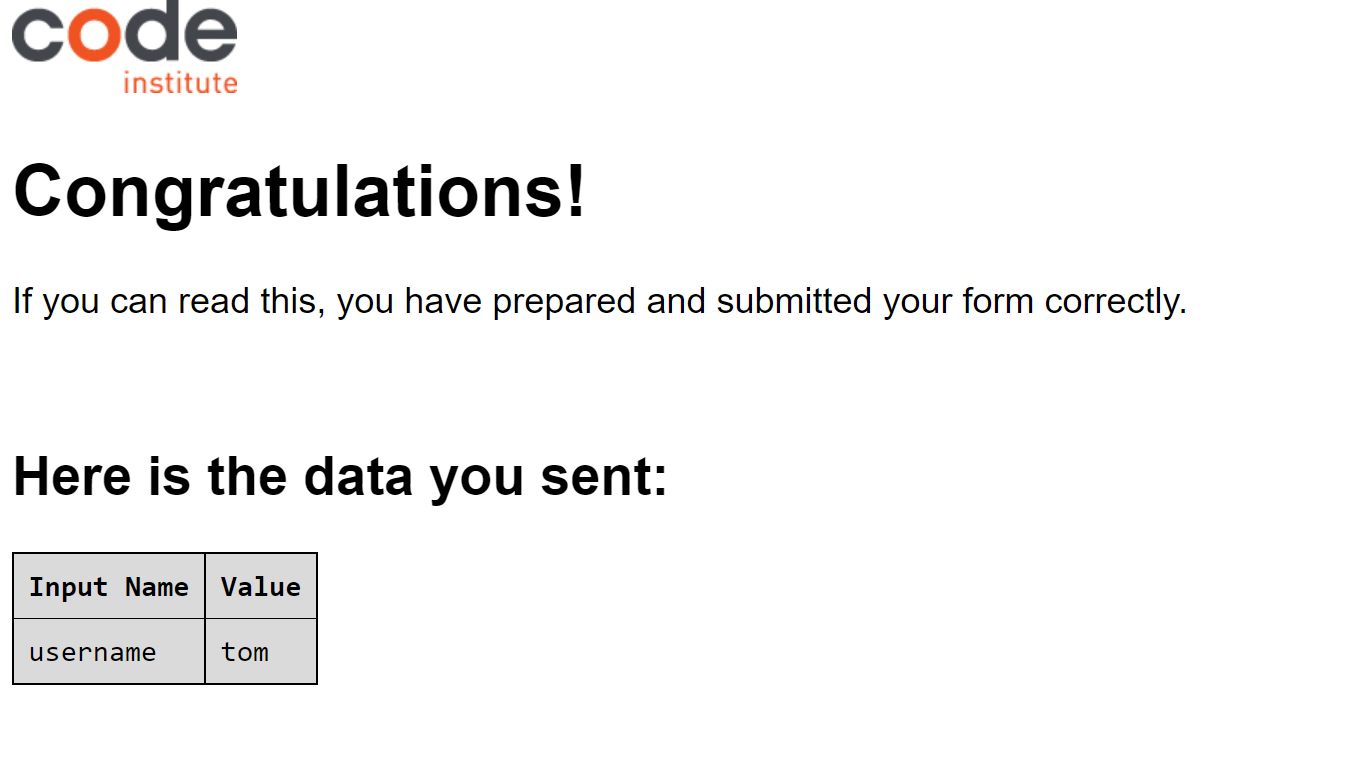 code
institute
Congratulations!
If you can read this, you have prepared and submitted your form correctly.
Here is the data you sent:
Input Name Value
username tom